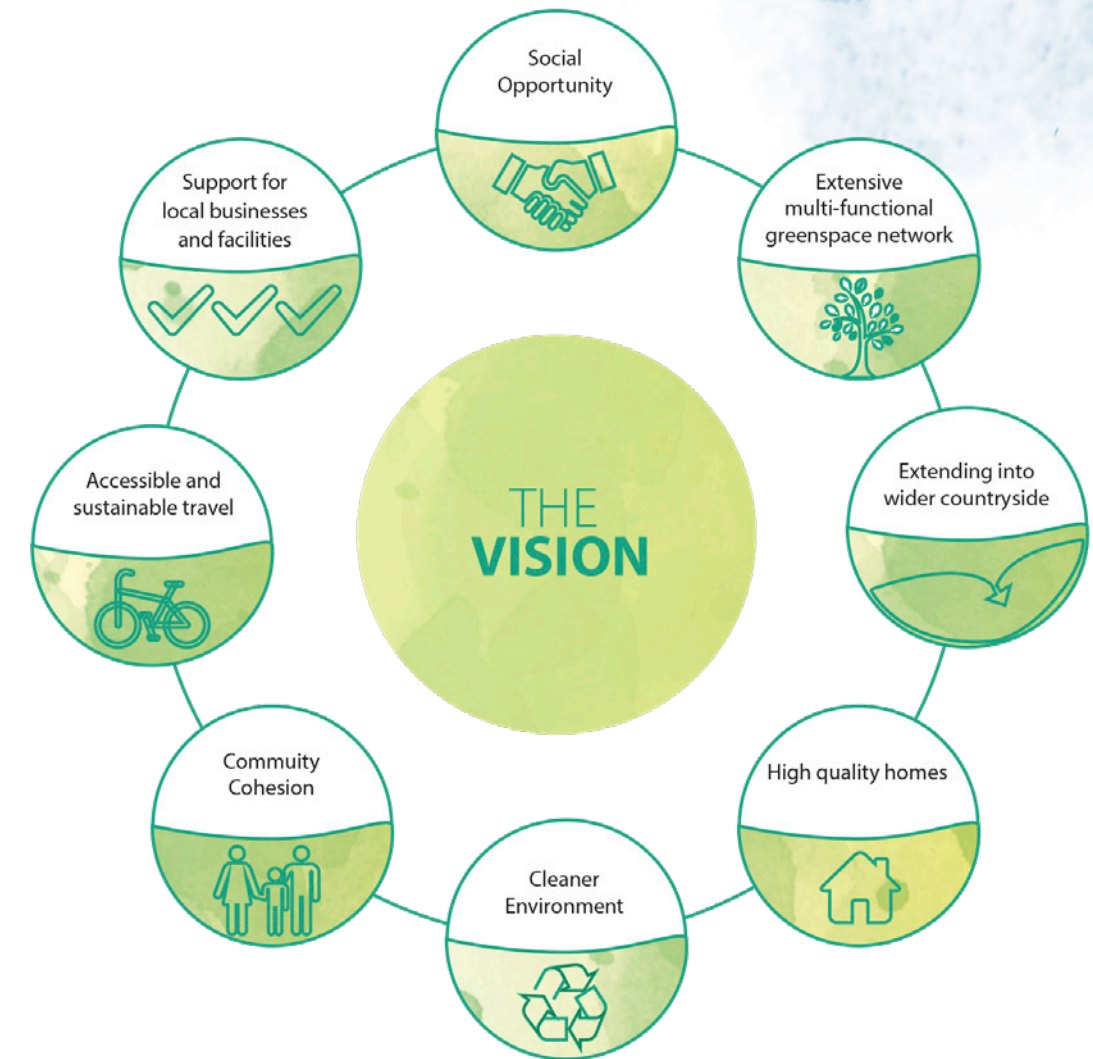 Social
Opportunity
Extensive
multi-functional
greenspace network
Extending into
wider countryside
High quality homes
Cleaner
Environment
Commuity
Cohesion
Accessible and
sustainable travel
Support for
local businesses
and facilities
THE
VISION